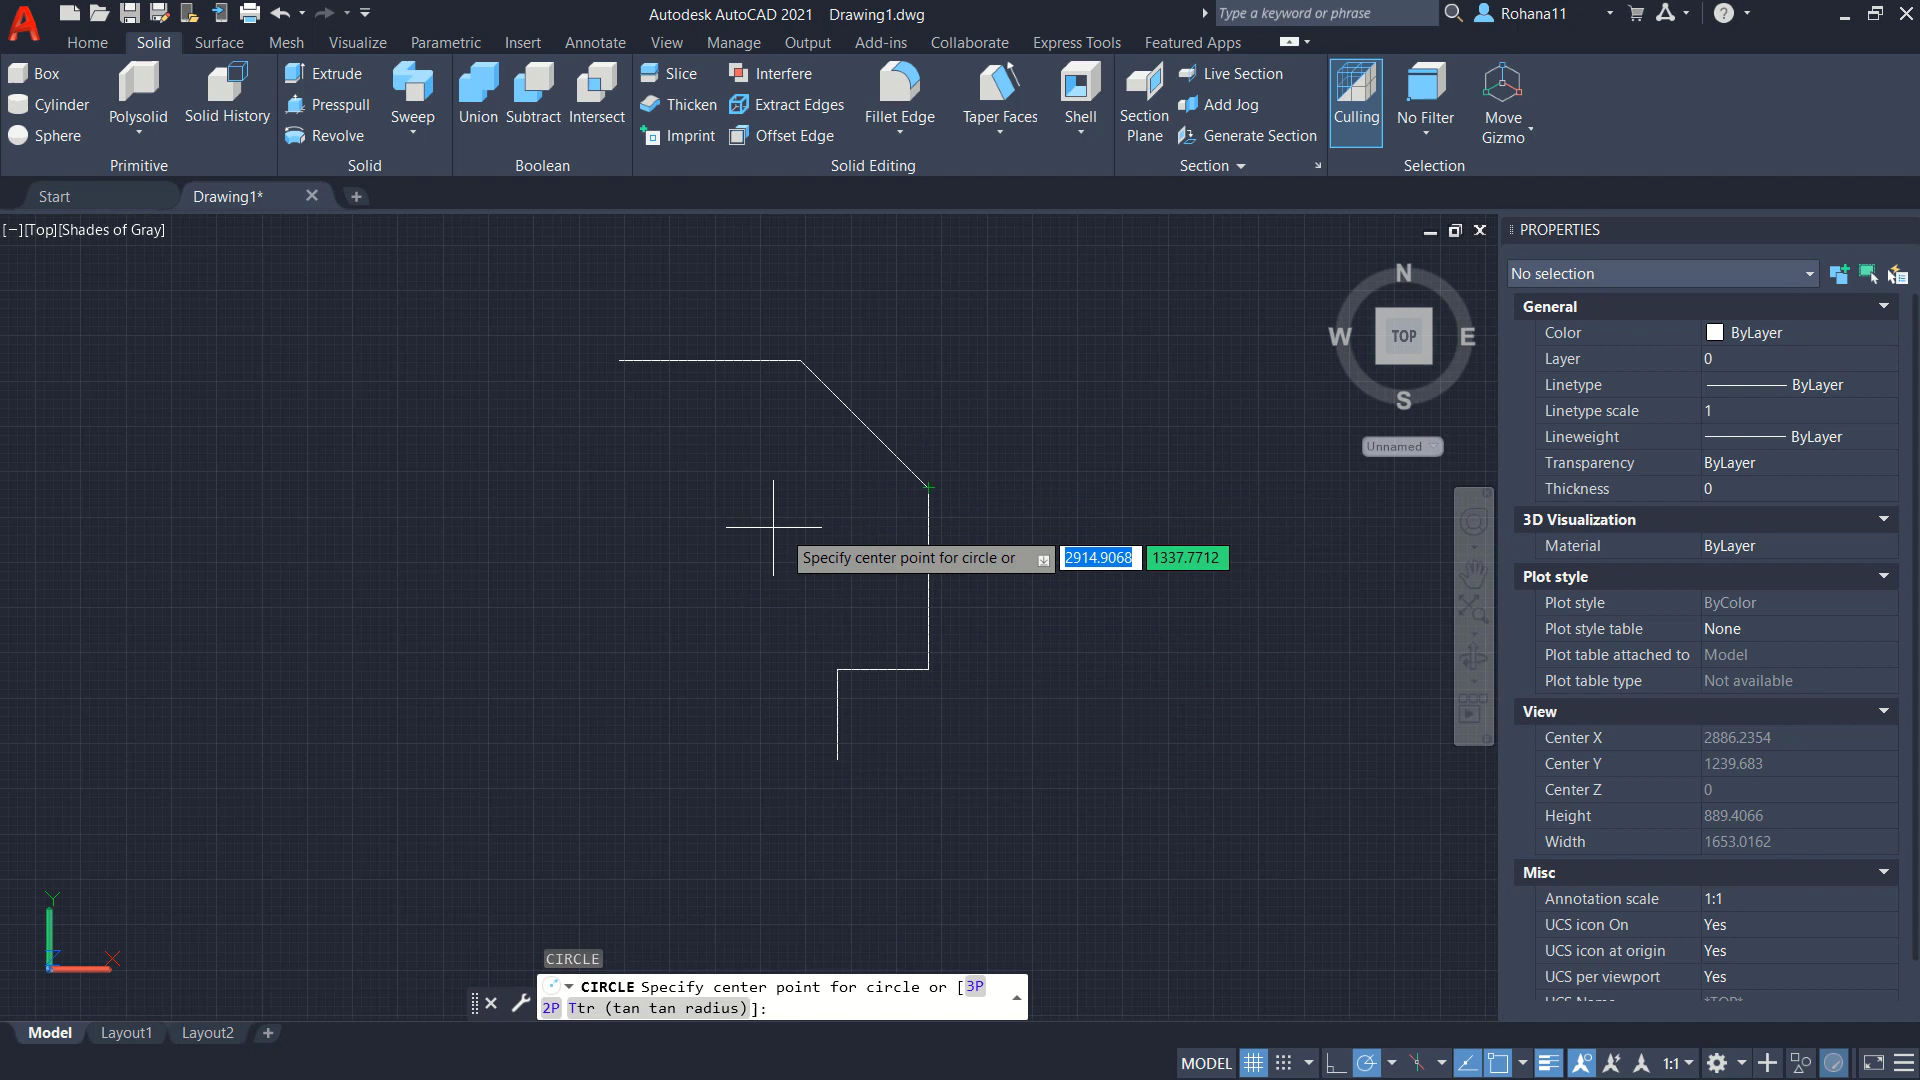 Autodesk AutoCAD 2021 Drawing1.dwg
Type a keyword or phrase
Rohana11
Home Solid Surface Mesh Visualize Parametric Insert Annotate View Manage Output Add-ins Collaborate Express Tools Featured Apps
Box
Cylinder
Sphere
Polysolid
Solid History
Primitive
Extrude
Presspull
Revolve
Sweep
Solid
Union
Subtract
Intersect
Boolean
Slice
Thicken
Imprint
Interfere
Extract Edges
Offset Edge
Fillet Edge
Taper Faces
Shell
Solid Editing
Section
Plane
Live Section
Add Jog
Generate Section
Section
Culling
No Filter
Move
Gizmo
Selection
Start
Drawing1*
[−][Top][Shades of Gray]
N
W
TOP
E
S
Unnamed
Specify center point for circle or 2914.9068 1337.7712
Y
X
Z
PROPERTIES
No selection
General
Color ByLayer
Layer 0
Linetype ByLayer
Linetype scale 1
Lineweight ByLayer
Transparency ByLayer
Thickness 0
3D Visualization
Material ByLayer
Plot style
Plot style ByColor
Plot style table None
Plot table attached to Model
Plot table type Not available
View
Center X 2886.2354
Center Y 1239.683
Center Z 0
Height 889.4066
Width 1653.0162
Misc
Annotation scale 1:1
UCS icon On Yes
UCS icon at origin Yes
UCS per viewport Yes
UCS Name *TOP*
CIRCLE
CIRCLE Specify center point for circle or [3P
2P Ttr (tan tan radius)]:
Model Layout1 Layout2
MODEL 1:1